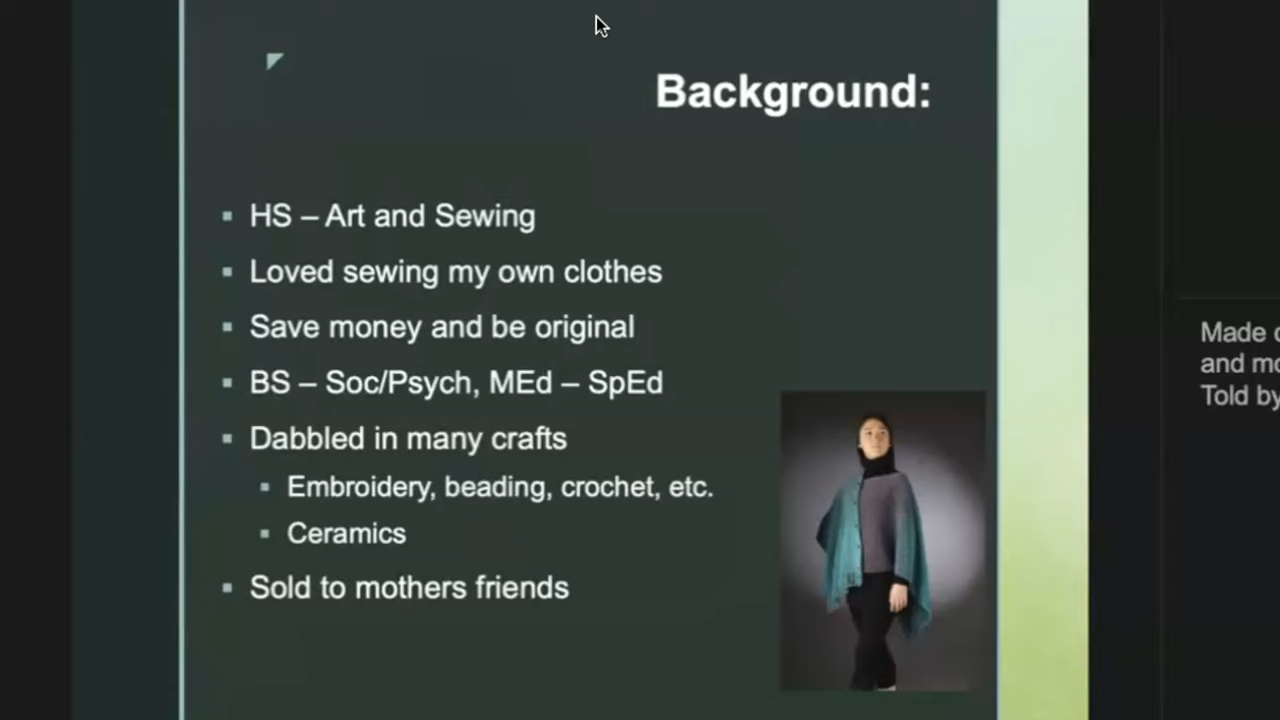 Background:
HS – Art and Sewing
Loved sewing my own clothes
Save money and be original
BS – Soc/Psych, MEd – SpEd
Dabbled in many crafts
Embroidery, beading, crochet, etc.
Ceramics
Sold to mothers friends
Made
and
Told by